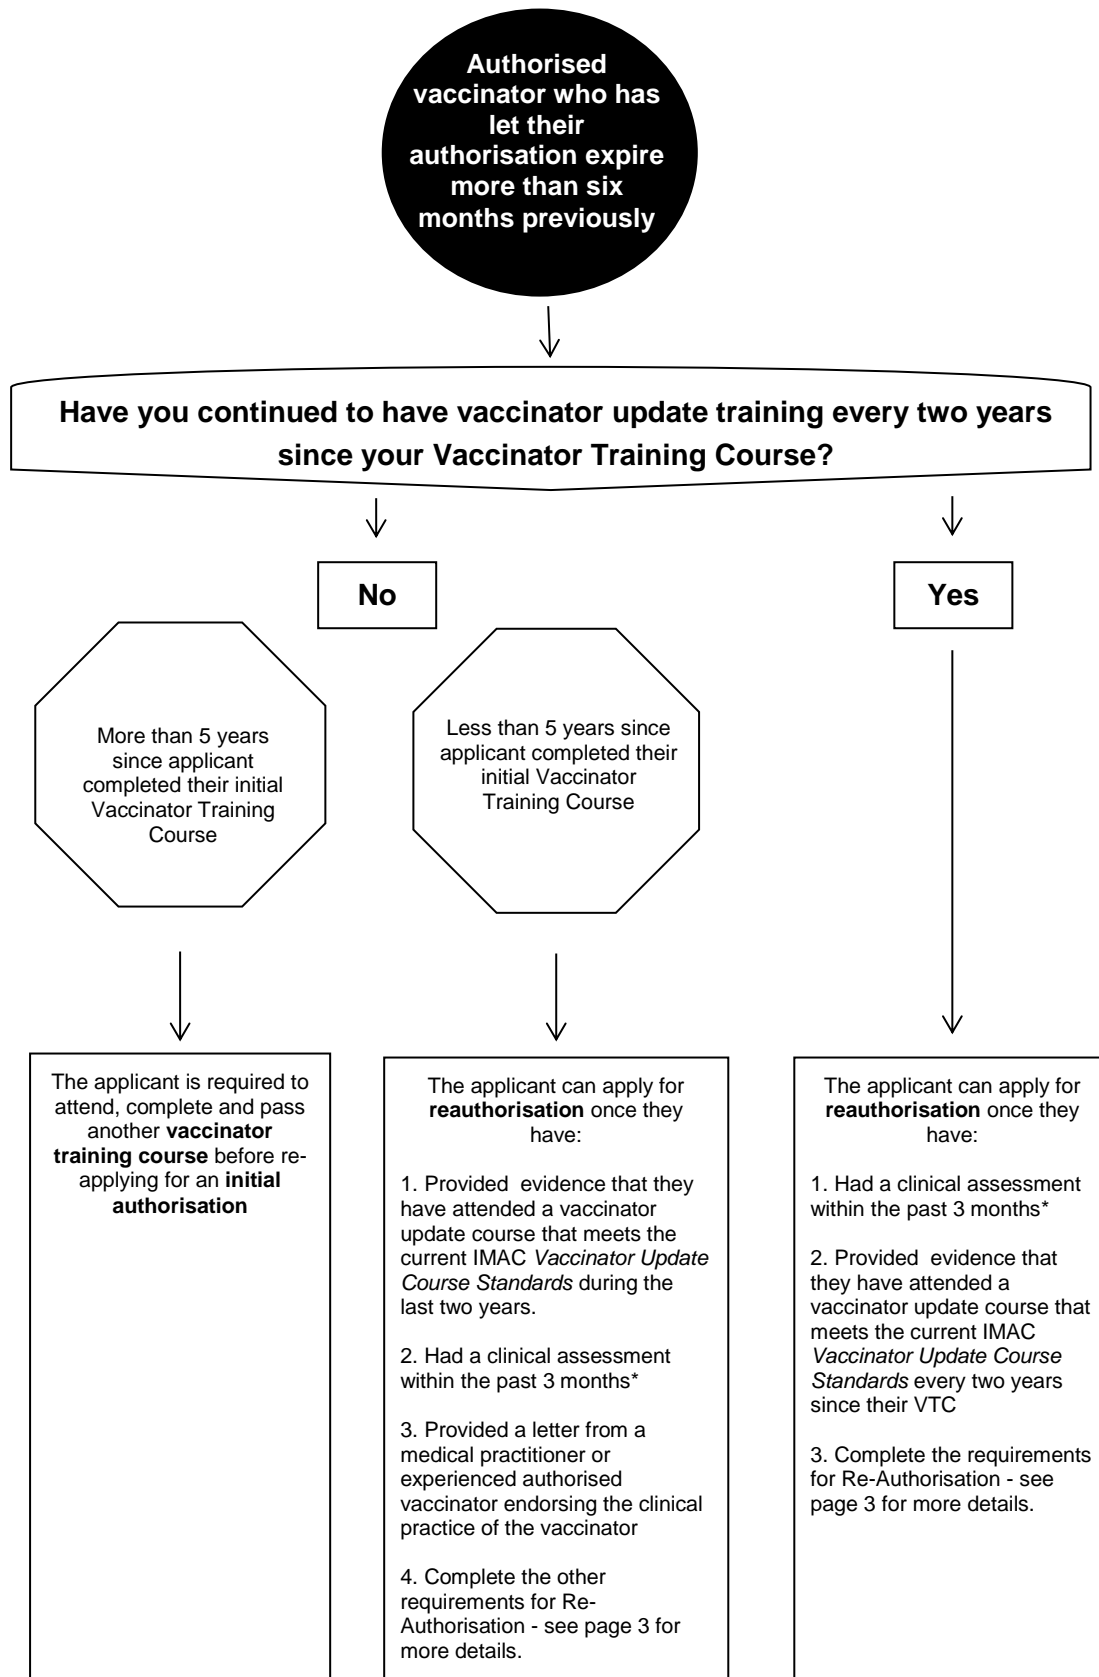 Authorised
vaccinator who has
let their
authorisation expire
more than six
months previously
Have you continued to have vaccinator update training every two years
since your Vaccinator Training Course?
No
Yes
More than 5 years
since applicant
completed their initial
Vaccinator Training
Course
Less than 5 years since
applicant completed their
initial Vaccinator
Training Course
The applicant is required to
attend, complete and pass
another vaccinator
training course before re-
applying for an initial
authorisation
The applicant can apply for
reauthorisation once they
have:
1. Provided evidence that they
have attended a vaccinator
update course that meets the
current IMAC Vaccinator Update
Course Standards during the
last two years.
2. Had a clinical assessment
within the past 3 months*
3. Provided a letter from a
medical practitioner or
experienced authorised
vaccinator endorsing the clinical
practice of the vaccinator
4. Complete the other
requirements for Re-
Authorisation - see page 3 for
more details.
The applicant can apply for
reauthorisation once they
have:
1. Had a clinical assessment
within the past 3 months*
2. Provided evidence that
they have attended a
vaccinator update course that
meets the current IMAC
Vaccinator Update Course
Standards every two years
since their VTC
3. Complete the requirements
for Re-Authorisation - see
page 3 for more details.